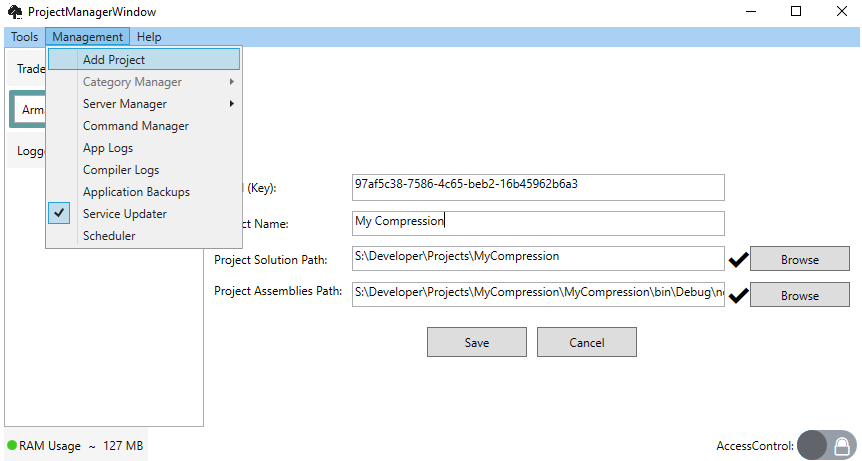 ProjectManagerWindow
Tools Management Help
Add Project
Category Manager
Server Manager
Command Manager
App Logs
Compiler Logs
Application Backups
Service Updater
Scheduler
Trade
Arm
Logg
(Key): 97af5c38-7586-4c65-beb2-16b45962b6a3
ct Name: My Compression
Project Solution Path: S:\Developer\Projects\MyCompression Browse
Project Assemblies Path: S:\Developer\Projects\MyCompression\MyCompression\bin\Debug\ne Browse
Save Cancel
RAM Usage ~ 127 MB
AccessControl: